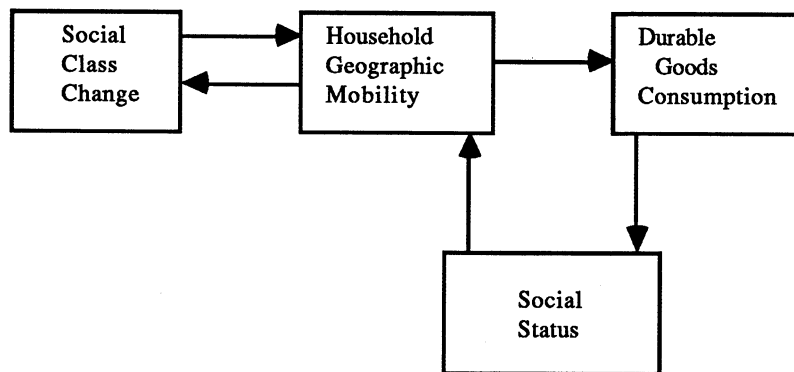 Social
Class
Change
Household
Geographic
Mobility
Durable
Goods
Consumption
Social
Status